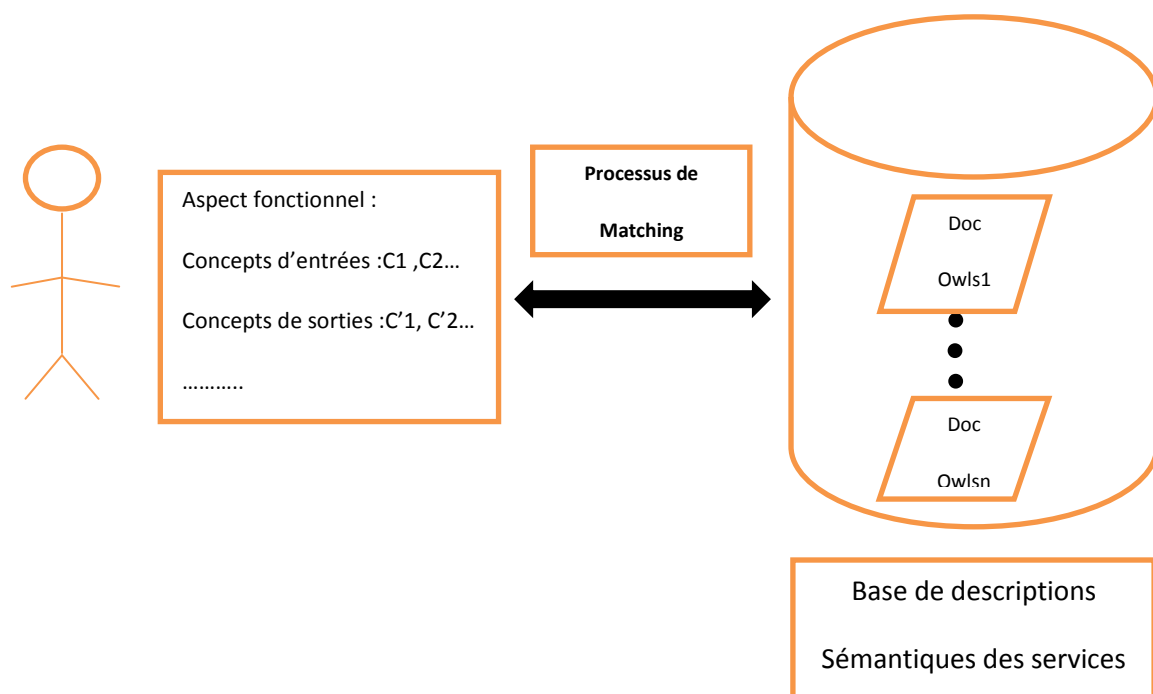 Aspect fonctionnel :
Concepts d’entrées :C1 ,C2…
Concepts de sorties :C’1, C’2…
………..
Processus de
Matching
Doc
Owls1
Doc
Owlsn
Base de descriptions
Sémantiques des services